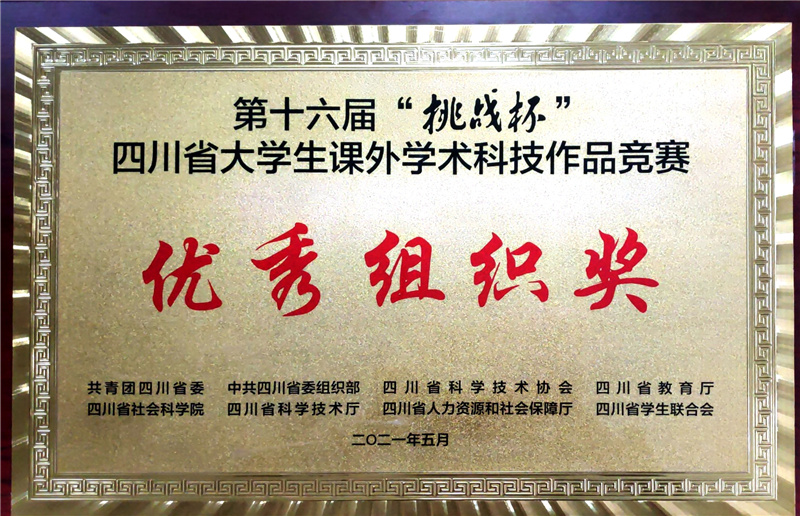 第十六届“挑战杯”
四川省大学生课外学术科技作品竞赛
优秀组织奖
共青团四川省委 中共四川省委组织部 四川省科学技术协会 四川省教育厅
四川省社会科学院 四川省科学技术厅 四川省人力资源和社会保障厅 四川省学生联合会
二〇二一年五月